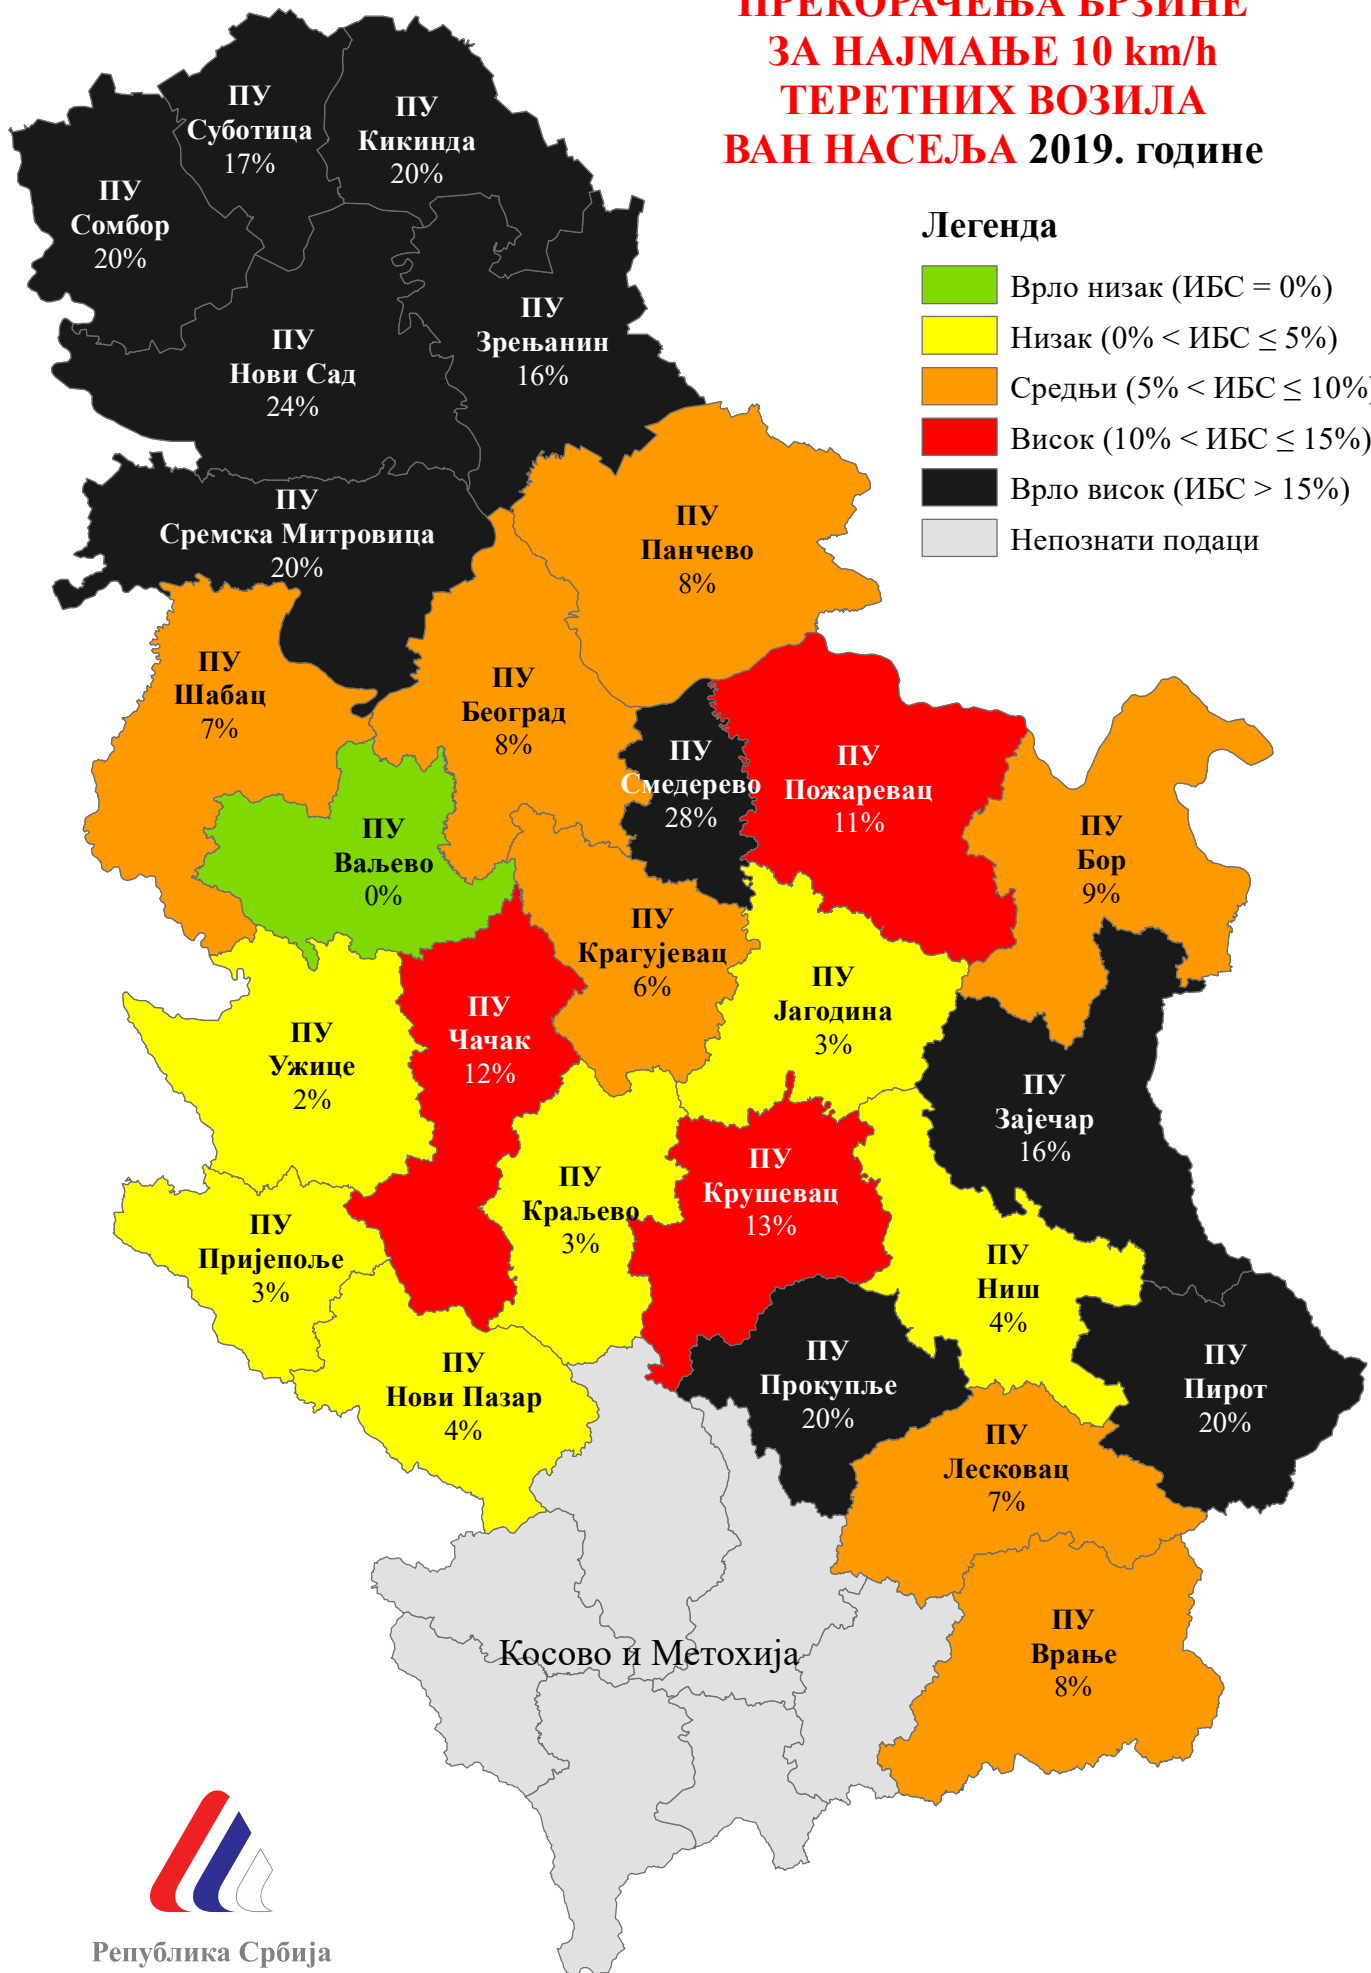 ПРЕКОРАЧЕЊА БРЗИНЕ
ЗА НАЈМАЊЕ 10 km/h
ТЕРЕТНИХ ВОЗИЛА
ВАН НАСЕЉА 2019. године
Легенда
Врло низак (ИБС = 0%)
Низак (0% < ИБС ≤ 5%)
Средњи (5% < ИБС ≤ 10%)
Висок (10% < ИБС ≤ 15%)
Врло висок (ИБС > 15%)
Непознати подаци
ПУ
Суботица
17%
ПУ
Кикинда
20%
ПУ
Сомбор
20%
ПУ
Зрењанин
16%
ПУ
Нови Сад
24%
ПУ
Сремска Митровица
20%
ПУ
Панчево
8%
ПУ
Шабац
7%
ПУ
Београд
8%
ПУ
Смедерево
28%
ПУ
Пожаревац
11%
ПУ
Бор
9%
ПУ
Ваљево
0%
ПУ
Крагујевац
6%
ПУ
Јагодина
3%
ПУ
Чачак
12%
ПУ
Ужице
2%
ПУ
Зајечар
16%
ПУ
Краљево
3%
ПУ
Крушевац
13%
ПУ
Пријепоље
3%
ПУ
Ниш
4%
ПУ
Нови Пазар
4%
ПУ
Прокупље
20%
ПУ
Пирот
20%
ПУ
Лесковац
7%
ПУ
Врање
8%
Косово и Метохија
Република Србија